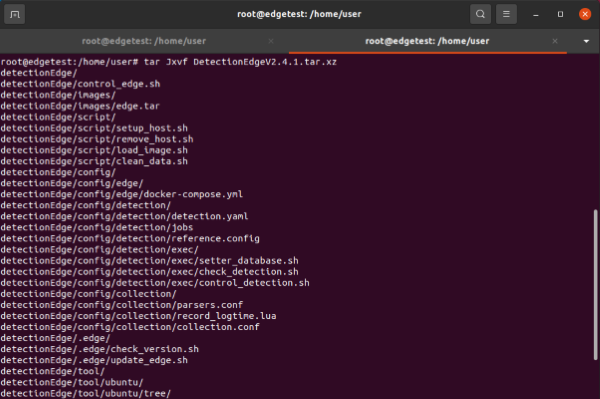 root@edgetest: /home/user
root@edgetest: /home/user
root@edgetest: /home/user
root@edgetest:/home/user# tar Jxvf DetectionEdgeV2.4.1.tar.xz
detectionEdge/
detectionEdge/control_edge.sh
detectionEdge/images/
detectionEdge/images/edge.tar
detectionEdge/script/
detectionEdge/script/setup_host.sh
detectionEdge/script/remove_host.sh
detectionEdge/script/load_image.sh
detectionEdge/script/clean_data.sh
detectionEdge/config/
detectionEdge/config/edge/
detectionEdge/config/edge/docker-compose.yml
detectionEdge/config/detection/
detectionEdge/config/detection/detection.yaml
detectionEdge/config/detection/jobs
detectionEdge/config/detection/reference.config
detectionEdge/config/detection/exec/
detectionEdge/config/detection/exec/setter_database.sh
detectionEdge/config/detection/exec/check_detection.sh
detectionEdge/config/detection/exec/control_detection.sh
detectionEdge/config/collection/
detectionEdge/config/collection/parsers.conf
detectionEdge/config/collection/record_logtime.lua
detectionEdge/config/collection/collection.conf
detectionEdge/.edge/
detectionEdge/.edge/check_version.sh
detectionEdge/.edge/update_edge.sh
detectionEdge/tool/
detectionEdge/tool/ubuntu/
detectionEdge/tool/ubuntu/tree/